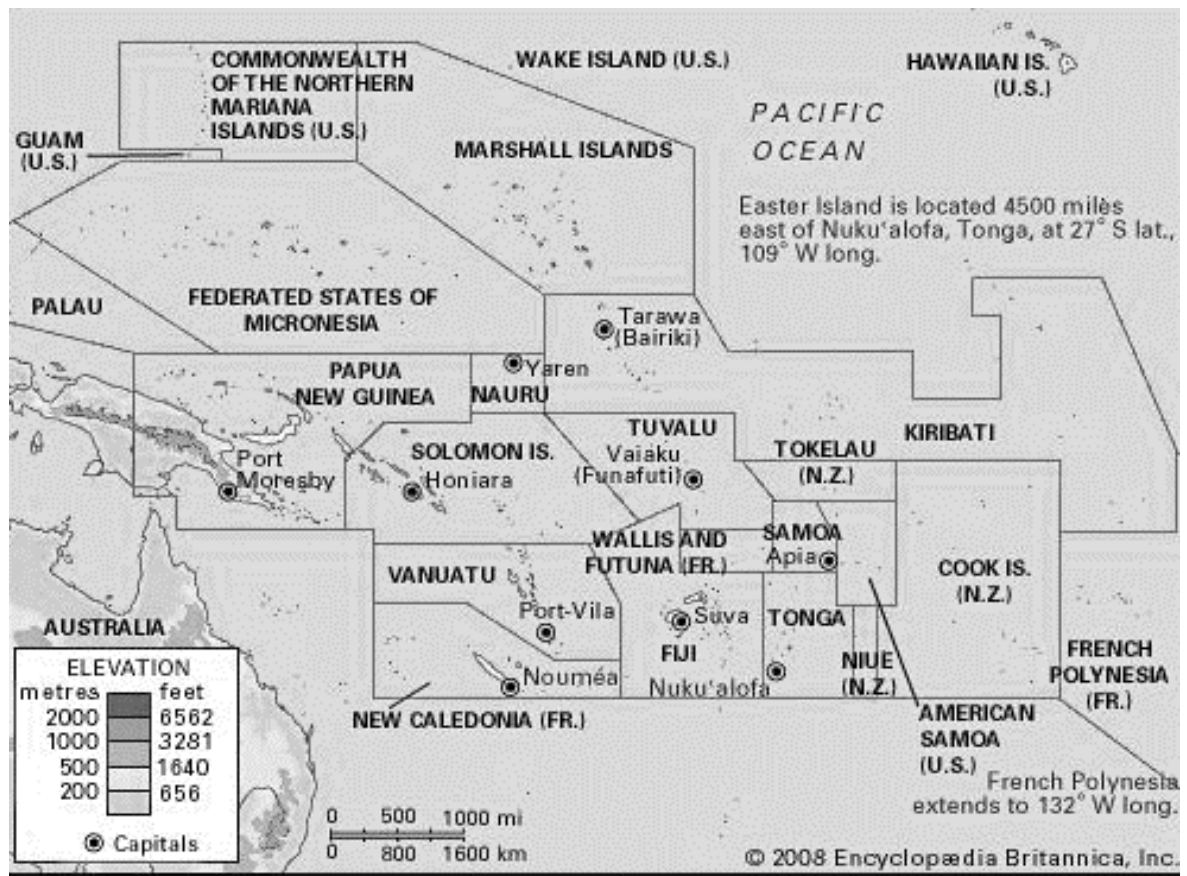 COMMONWEALTH
OF THE NORTHERN
MARIANA
ISLANDS (U.S.)
WAKE ISLAND (U.S.)
HAWAIIAN IS.
(U.S.)
PACIFIC
OCEAN
GUAM
(U.S.)
MARSHALL ISLANDS
Easter Island is located 4500 miles
east of Nukuʻalofa, Tonga, at 27° S lat.,
109° W long.
PALAU
FEDERATED STATES OF
MICRONESIA
Tarawa
(Bairiki)
PAPUA
NEW GUINEA
Yaren
NAURU
KIRIBATI
TUVALU
Vaiaku
(Funafuti)
TOKELAU
(N.Z.)
SOLOMON IS.
Honiara
Port
Moresby
WALLIS AND
FUTUNA (FR.)
SAMOA
Apia
COOK IS.
(N.Z.)
VANUATU
Port-Vila
Suva
FIJI
TONGA
Nukuʻalofa
NIUE
(N.Z.)
FRENCH
POLYNESIA
(FR.)
AUSTRALIA
Nouméa
NEW CALEDONIA (FR.)
AMERICAN
SAMOA
(U.S.)
French Polynesia
extends to 132° W long.
ELEVATION
metres feet
2000 6562
1000 3281
500 1640
200 656
Capitals
0 500 1000 mi
0 800 1600 km
© 2008 Encyclopædia Britannica, Inc.